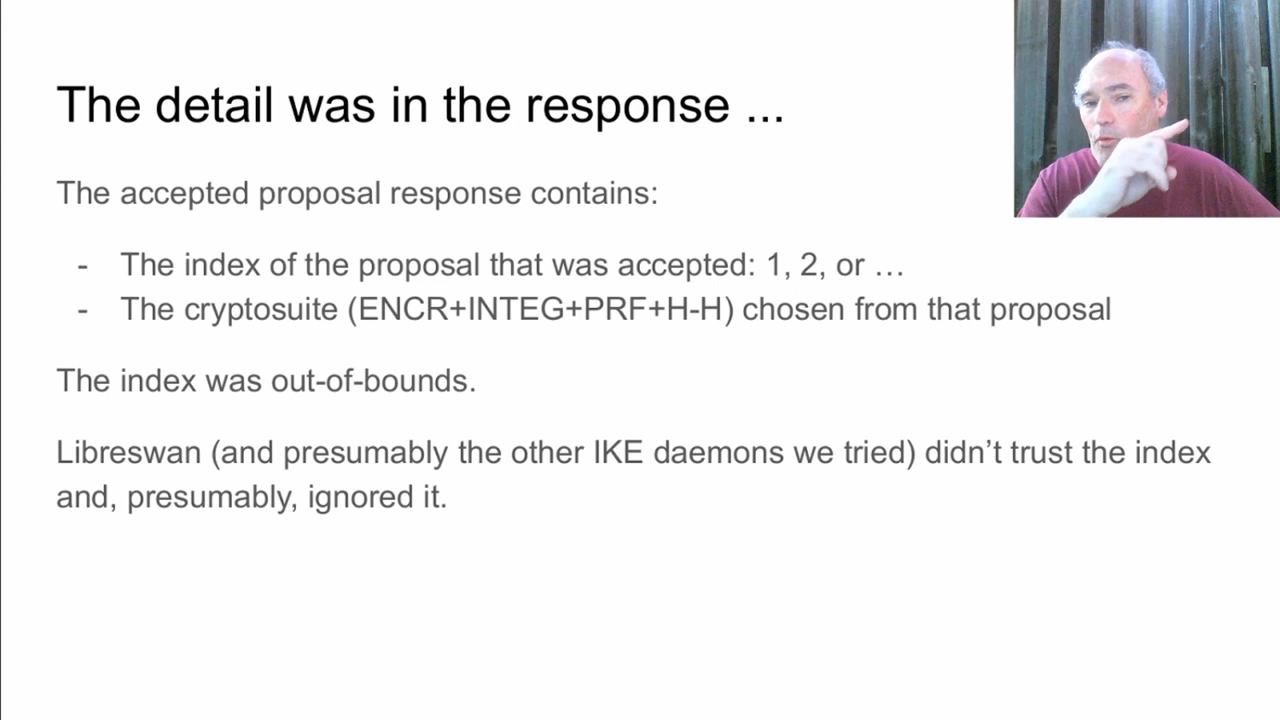 The detail was in the response ...
The accepted proposal response contains:
- The index of the proposal that was accepted: 1, 2, or …
- The cryptosuite (ENCR+INTEG+PRF+H-H) chosen from that proposal
The index was out-of-bounds.
Libreswan (and presumably the other IKE daemons we tried) didn’t trust the index
and, presumably, ignored it.